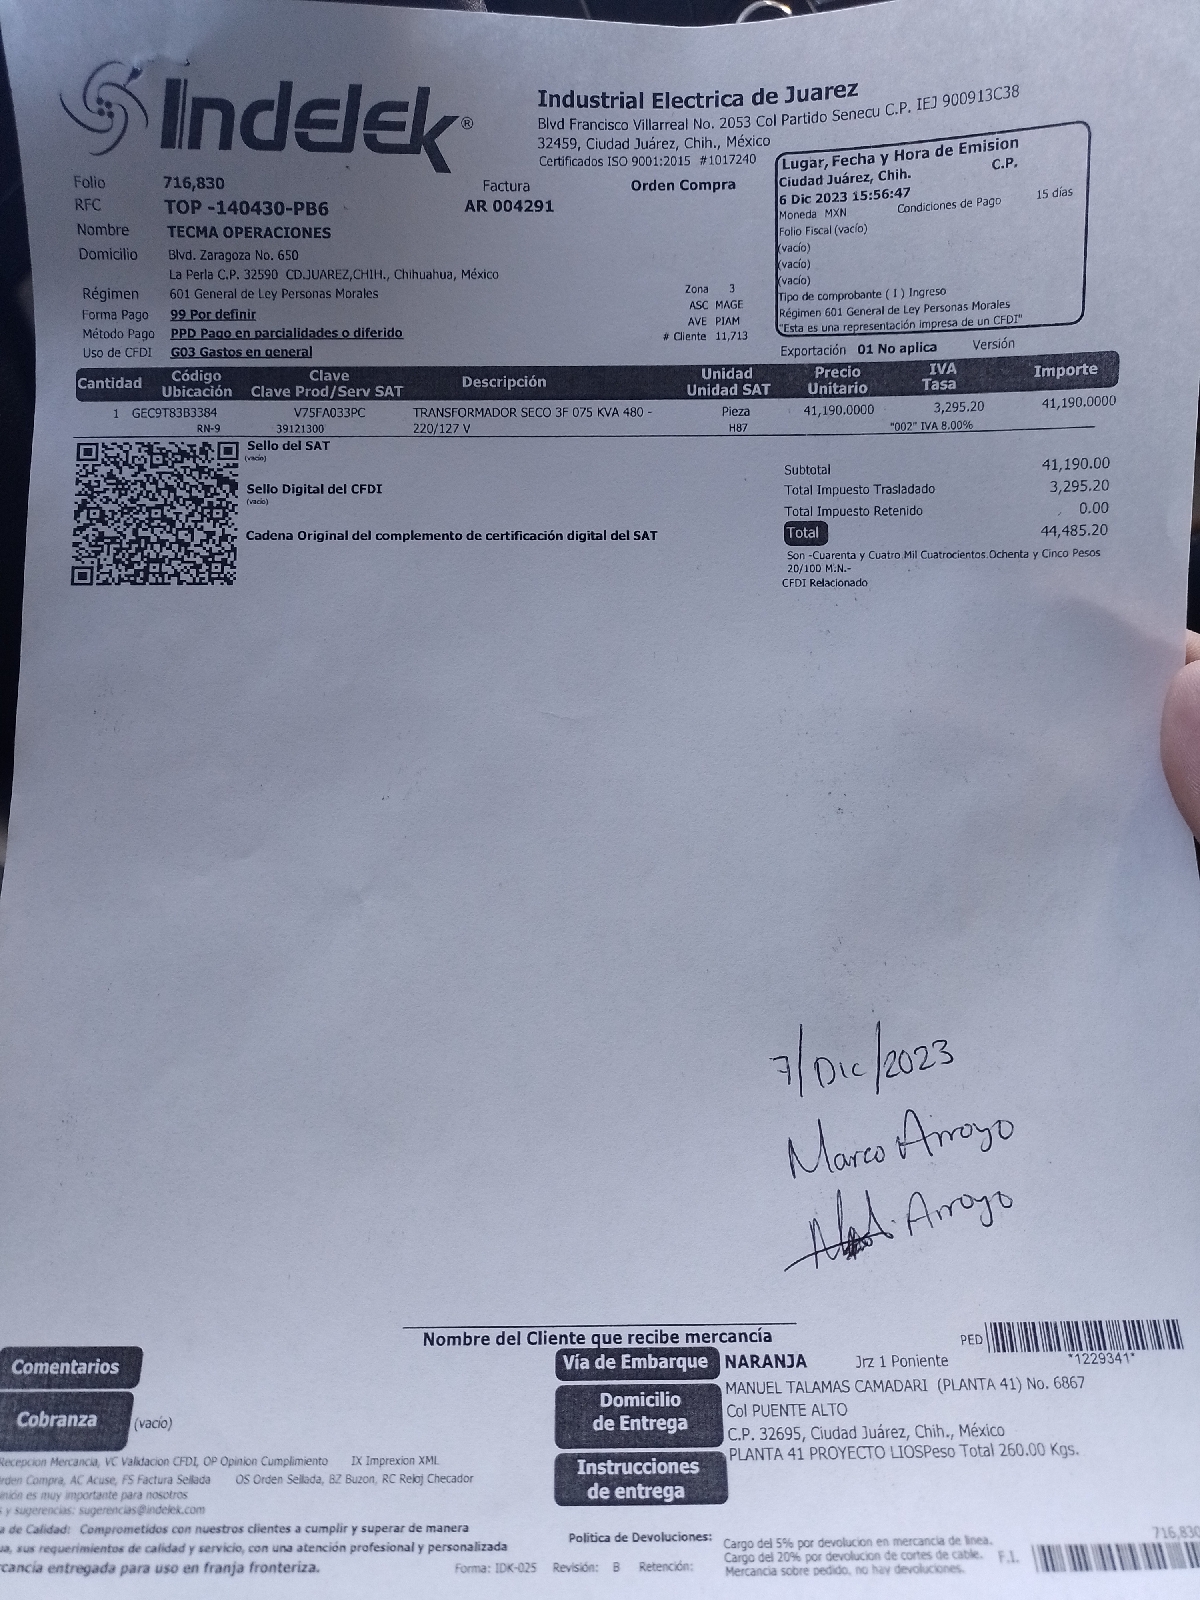 Indelek®
Industrial Electrica de Juarez
Blvd Francisco Villarreal No. 2053 Col Partido Senecu C.P. IEJ 900913C38
32459, Ciudad Juárez, Chih., México
Certificados ISO 9001:2015 #1017240
Folio 716,830
Factura
Orden Compra
RFC TOP -140430-PB6
AR 004291
Nombre TECMA OPERACIONES
Domicilio Blvd. Zaragoza No. 650
La Perla C.P. 32590 CD.JUAREZ,CHIH., Chihuahua, México
Régimen 601 General de Ley Personas Morales
Forma Pago 99 Por definir
Método Pago PPD Pago en parcialidades o diferido
Uso de CFDI G03 Gastos en general
Zona 3
ASC MAGE
AVE PIAM
# Cliente 11,713
Lugar, Fecha y Hora de Emision
Ciudad Juárez, Chih. C.P.
6 Dic 2023 15:56:47
Moneda MXN Condiciones de Pago 15 días
Folio Fiscal (vacío)
(vacío)
(vacío)
(vacío)
Tipo de comprobante ( I ) Ingreso
Régimen 601 General de Ley Personas Morales
"Esta es una representación impresa de un CFDI"
Exportación 01 No aplica Versión
Cantidad Código Ubicación Clave Clave Prod/Serv SAT Descripción Unidad Unidad SAT Precio Unitario IVA Tasa Importe
1 GEC9T83B3384 V75FA033PC TRANSFORMADOR SECO 3F 075 KVA 480 - Pieza 41,190.0000 3,295.20 41,190.0000
RN-9 39121300 220/127 V H87 "002" IVA 8.00%
Sello del SAT
(vacío)
Sello Digital del CFDI
(vacío)
Cadena Original del complemento de certificación digital del SAT
Subtotal 41,190.00
Total Impuesto Trasladado 3,295.20
Total Impuesto Retenido 0.00
Total 44,485.20
Son -Cuarenta y Cuatro Mil Cuatrocientos Ochenta y Cinco Pesos
20/100 M.N.-
CFDI Relacionado
7/Dic/2023
Marco Arroyo
Arroyo
Nombre del Cliente que recibe mercancía
PED
*1229341*
Comentarios
Cobranza (vacío)
Vía de Embarque NARANJA Jrz 1 Poniente
Domicilio de Entrega
MANUEL TALAMAS CAMADARI (PLANTA 41) No. 6867
Col PUENTE ALTO
C.P. 32695, Ciudad Juárez, Chih., México
PLANTA 41 PROYECTO LIOSPeso Total 260.00 Kgs.
Instrucciones de entrega
Recepcion Mercancia, VC Validacion CFDI, OP Opinion Cumplimiento IX Imprexion XML
Compra, AC Acuse, FS Factura Sellada OS Orden Sellada, BZ Buzon, RC Reloj Checador
es muy importante para nosotros
y sugerencias: sugerencias@indelek.com
de Calidad: Comprometidos con nuestros clientes a cumplir y superar de manera
sus requerimientos de calidad y servicio, con una atención profesional y personalizada
entregada para uso en franja fronteriza.
Forma: IDK-025 Revisión: B Retención:
Politica de Devoluciones:
Cargo del 5% por devolucion en mercancia de linea.
Cargo del 20% por devolucion de cortes de cable.
Mercancia sobre pedido, no hay devoluciones.
F.I.
716,830